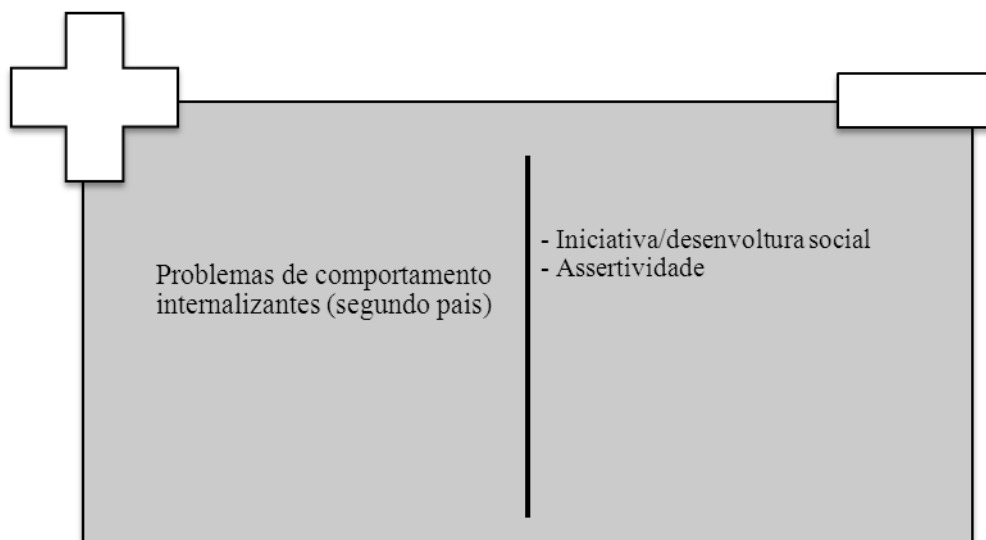 Problemas de comportamento
internalizantes (segundo pais)
- Iniciativa/desenvoltura social
- Assertividade